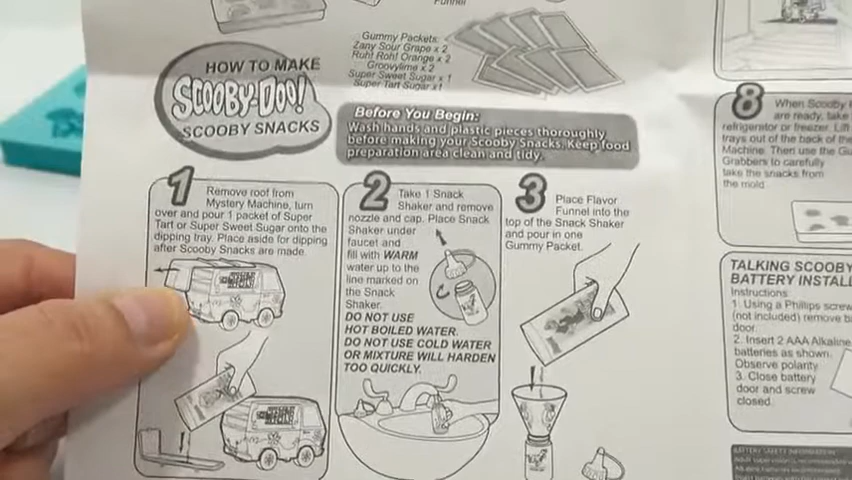 Funnel
Gummy Packets:
Zany Sour Grape x 2
Ruh! Roh! Orange x 2
Groovylime x 2
Super Sweet Sugar x 1
Super Tart Sugar x1
HOW TO MAKE
SCOOBY-DOO!
SCOOBY SNACKS
Before You Begin:
Wash hands and plastic pieces thoroughly
before making your Scooby Snacks. Keep food
preparation area clean and tidy.
1
Remove roof from
Mystery Machine, turn
over and pour 1 packet of Super
Tart or Super Sweet Sugar onto the
dipping tray. Place aside for dipping
after Scooby Snacks are made.
2
Take 1 Snack
Shaker and remove
nozzle and cap. Place Snack
Shaker under
faucet and
fill with WARM
water up to the
line marked on
the Snack
Shaker.
DO NOT USE
HOT BOILED WATER.
DO NOT USE COLD WATER
OR MIXTURE WILL HARDEN
TOO QUICKLY.
3
Place Flavor
Funnel into the
top of the Snack Shaker
and pour in one
Gummy Packet.
8
When Scooby
are ready, take
refrigerator or freezer. Lift
trays out of the back of the
Machine. Then use the
Grabbers to carefully
take the snacks from
the mold
TALKING SCOOBY
BATTERY
Instructions:
1. Using a Phillips
(not included) remove
door.
2. Insert 2 AAA Alkaline
batteries as shown.
Observe polarity
3. Close battery
door and screw
closed.